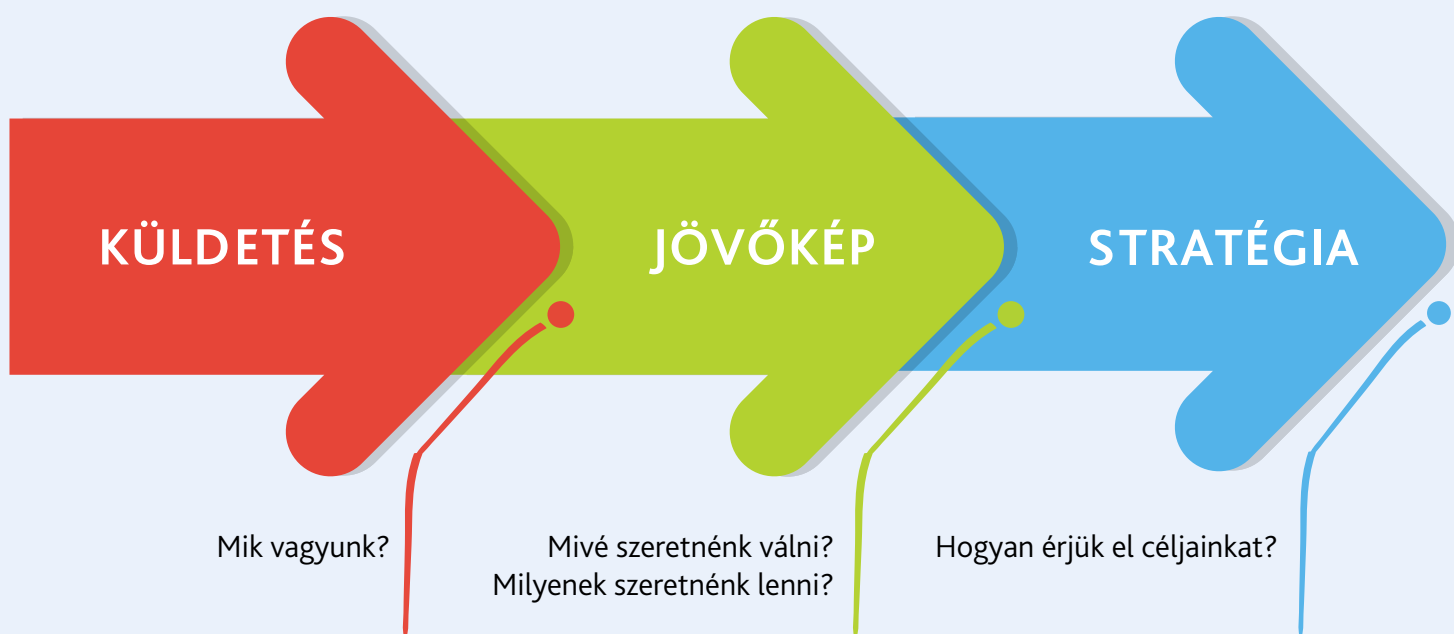 KÜLDETÉS
JÖVŐKÉP
STRATÉGIA
Mik vagyunk?
Mivé szeretnénk válni?
Milyenek szeretnénk lenni?
Hogyan érjük el céljainkat?